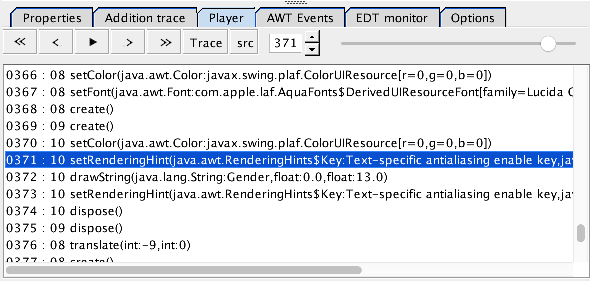 Properties Addition trace Player AWT Events EDT monitor Options
Trace src 371
0366 : 08 setColor(java.awt.Color:javax.swing.plaf.ColorUIResource[r=0,g=0,b=0])
0367 : 08 setFont(java.awt.Font:com.apple.laf.AquaFonts$DerivedUIResourceFont[family=Lucida G
0368 : 08 create()
0369 : 09 create()
0370 : 10 setColor(java.awt.Color:javax.swing.plaf.ColorUIResource[r=0,g=0,b=0])
0371 : 10 setRenderingHint(java.awt.RenderingHints$Key:Text-specific antialiasing enable key,jav
0372 : 10 drawString(java.lang.String:Gender,float:0.0,float:13.0)
0373 : 10 setRenderingHint(java.awt.RenderingHints$Key:Text-specific antialiasing enable key,jav
0374 : 10 dispose()
0375 : 09 dispose()
0376 : 08 translate(int:-9,int:0)
0377 : 08 create()